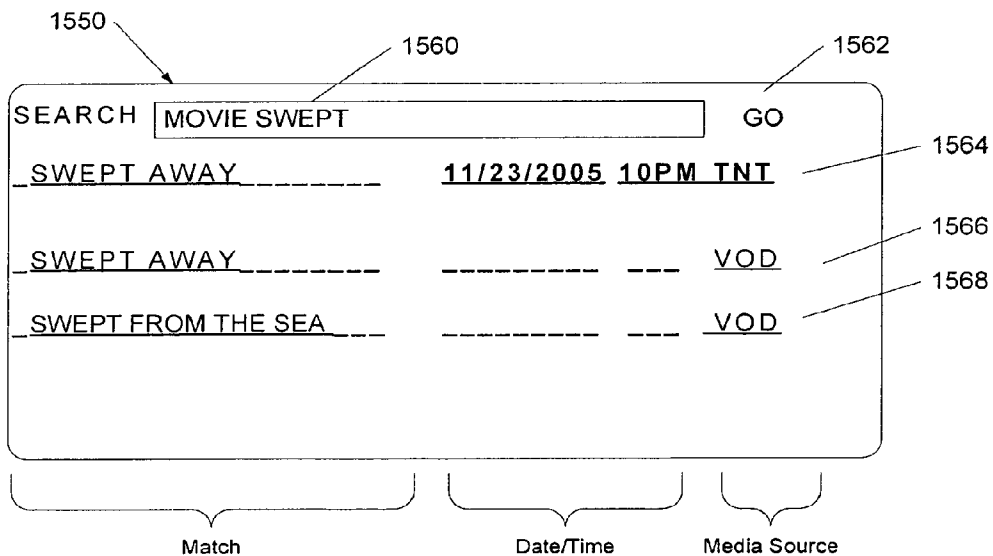 1550
1560
1562
SEARCH MOVIE SWEPT GO
1564
SWEPT AWAY 11/23/2005 10PM TNT
1566
SWEPT AWAY VOD
1568
SWEPT FROM THE SEA VOD
Match Date/Time Media Source